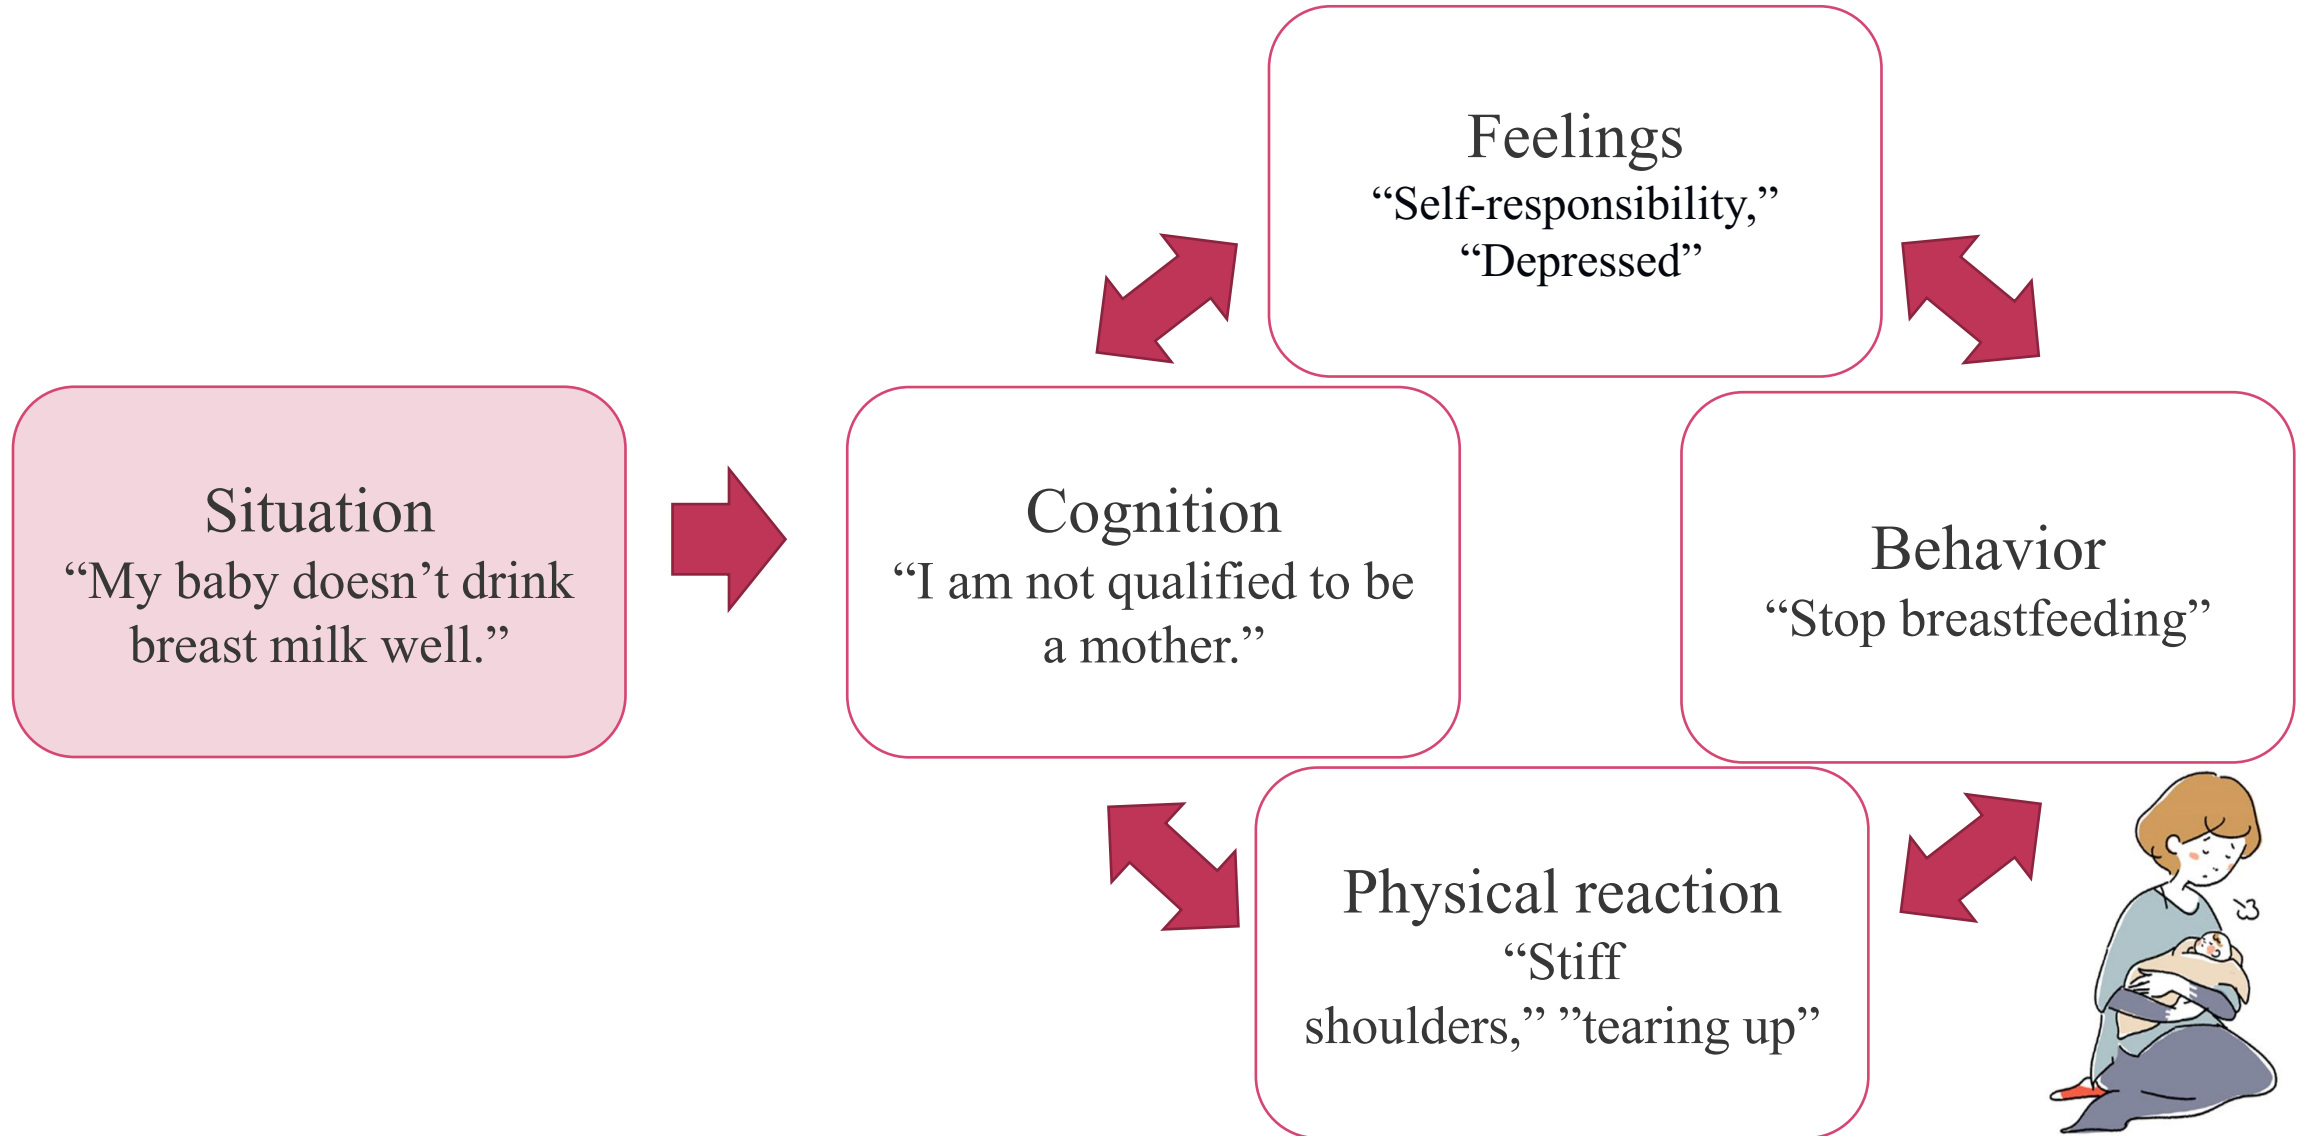 Feelings
“Self-responsibility,”
“Depressed”
Situation
“My baby doesn’t drink
breast milk well.”
Cognition
“I am not qualified to be
a mother.”
Behavior
“Stop breastfeeding”
Physical reaction
“Stiff
shoulders,” ”tearing up”